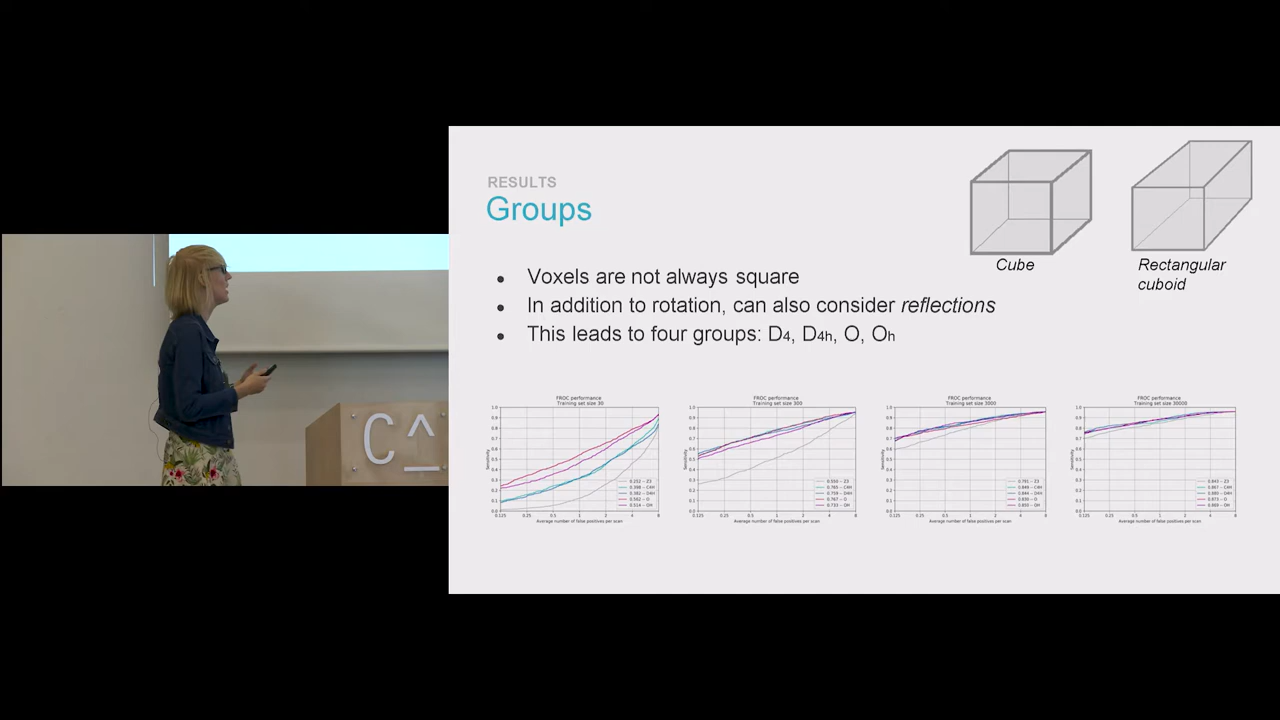 RESULTS
Groups
Cube
Rectangular
cuboid
• Voxels are not always square
• In addition to rotation, can also consider reflections
• This leads to four groups: D4, D4h, O, Oh
C^_
FROC performance
Training set size 30
Sensitivity
Average number of false positives per scan
FROC performance
Training set size 300
Sensitivity
Average number of false positives per scan
FROC performance
Training set size 3000
Sensitivity
Average number of false positives per scan
FROC performance
Training set size 30000
Sensitivity
Average number of false positives per scan